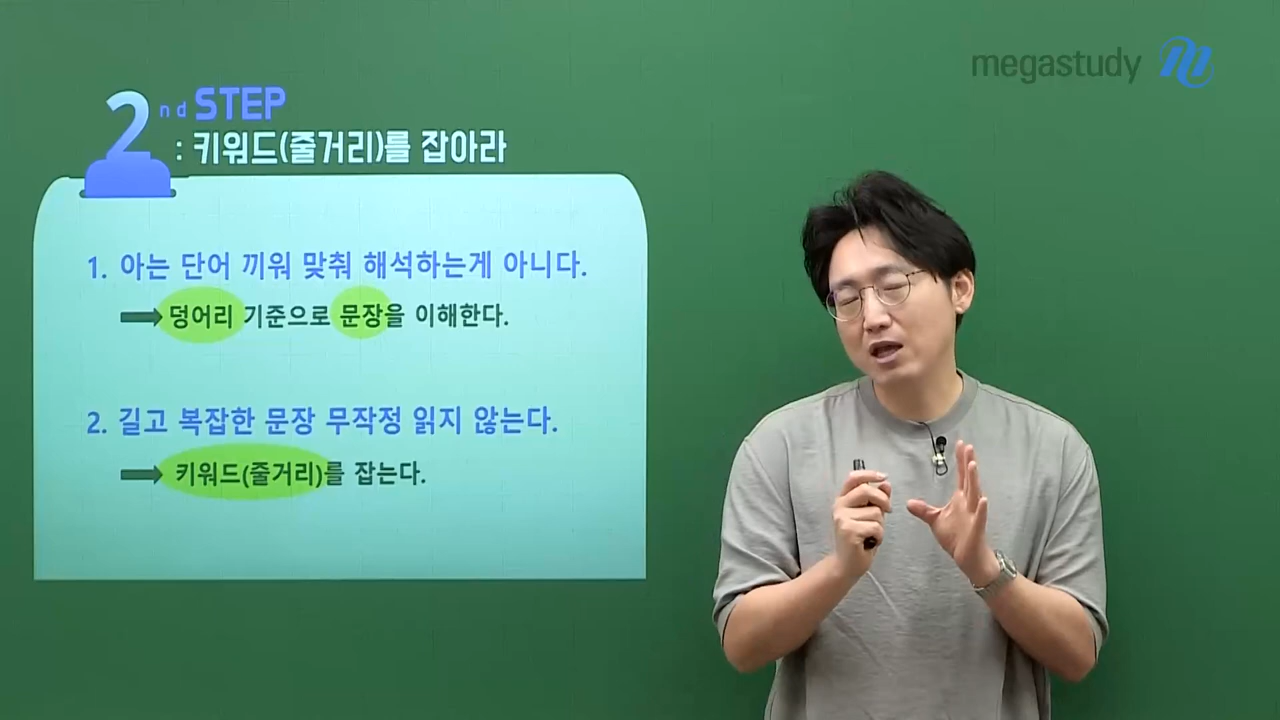 megastudy
2nd STEP
: 키워드(줄거리)를 잡아라
1. 아는 단어 끼워 맞춰 해석하는게 아니다.
덩어리 기준으로 문장을 이해한다.
2. 길고 복잡한 문장 무작정 읽지 않는다.
키워드(줄거리)를 잡는다.